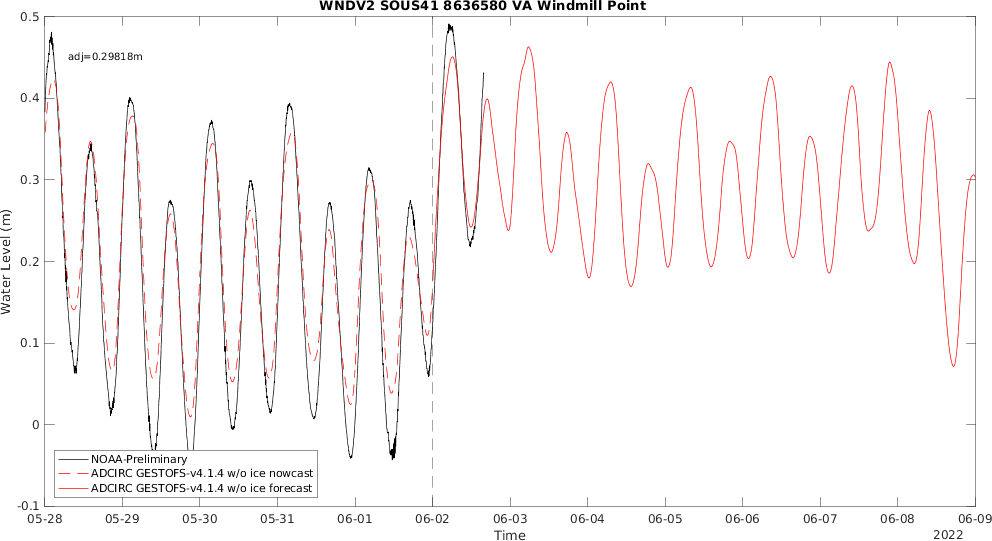 WNDV2 SOUS41 8636580 VA Windmill Point
adj=0.29818m
0.5
0.4
0.3
0.2
0.1
0
-0.1
Water Level (m)
NOAA-Preliminary
ADCIRC GESTOFS-v4.1.4 w/o ice nowcast
ADCIRC GESTOFS-v4.1.4 w/o ice forecast
05-28 05-29 05-30 05-31 06-01 06-02 06-03 06-04 06-05 06-06 06-07 06-08 06-09
Time
2022